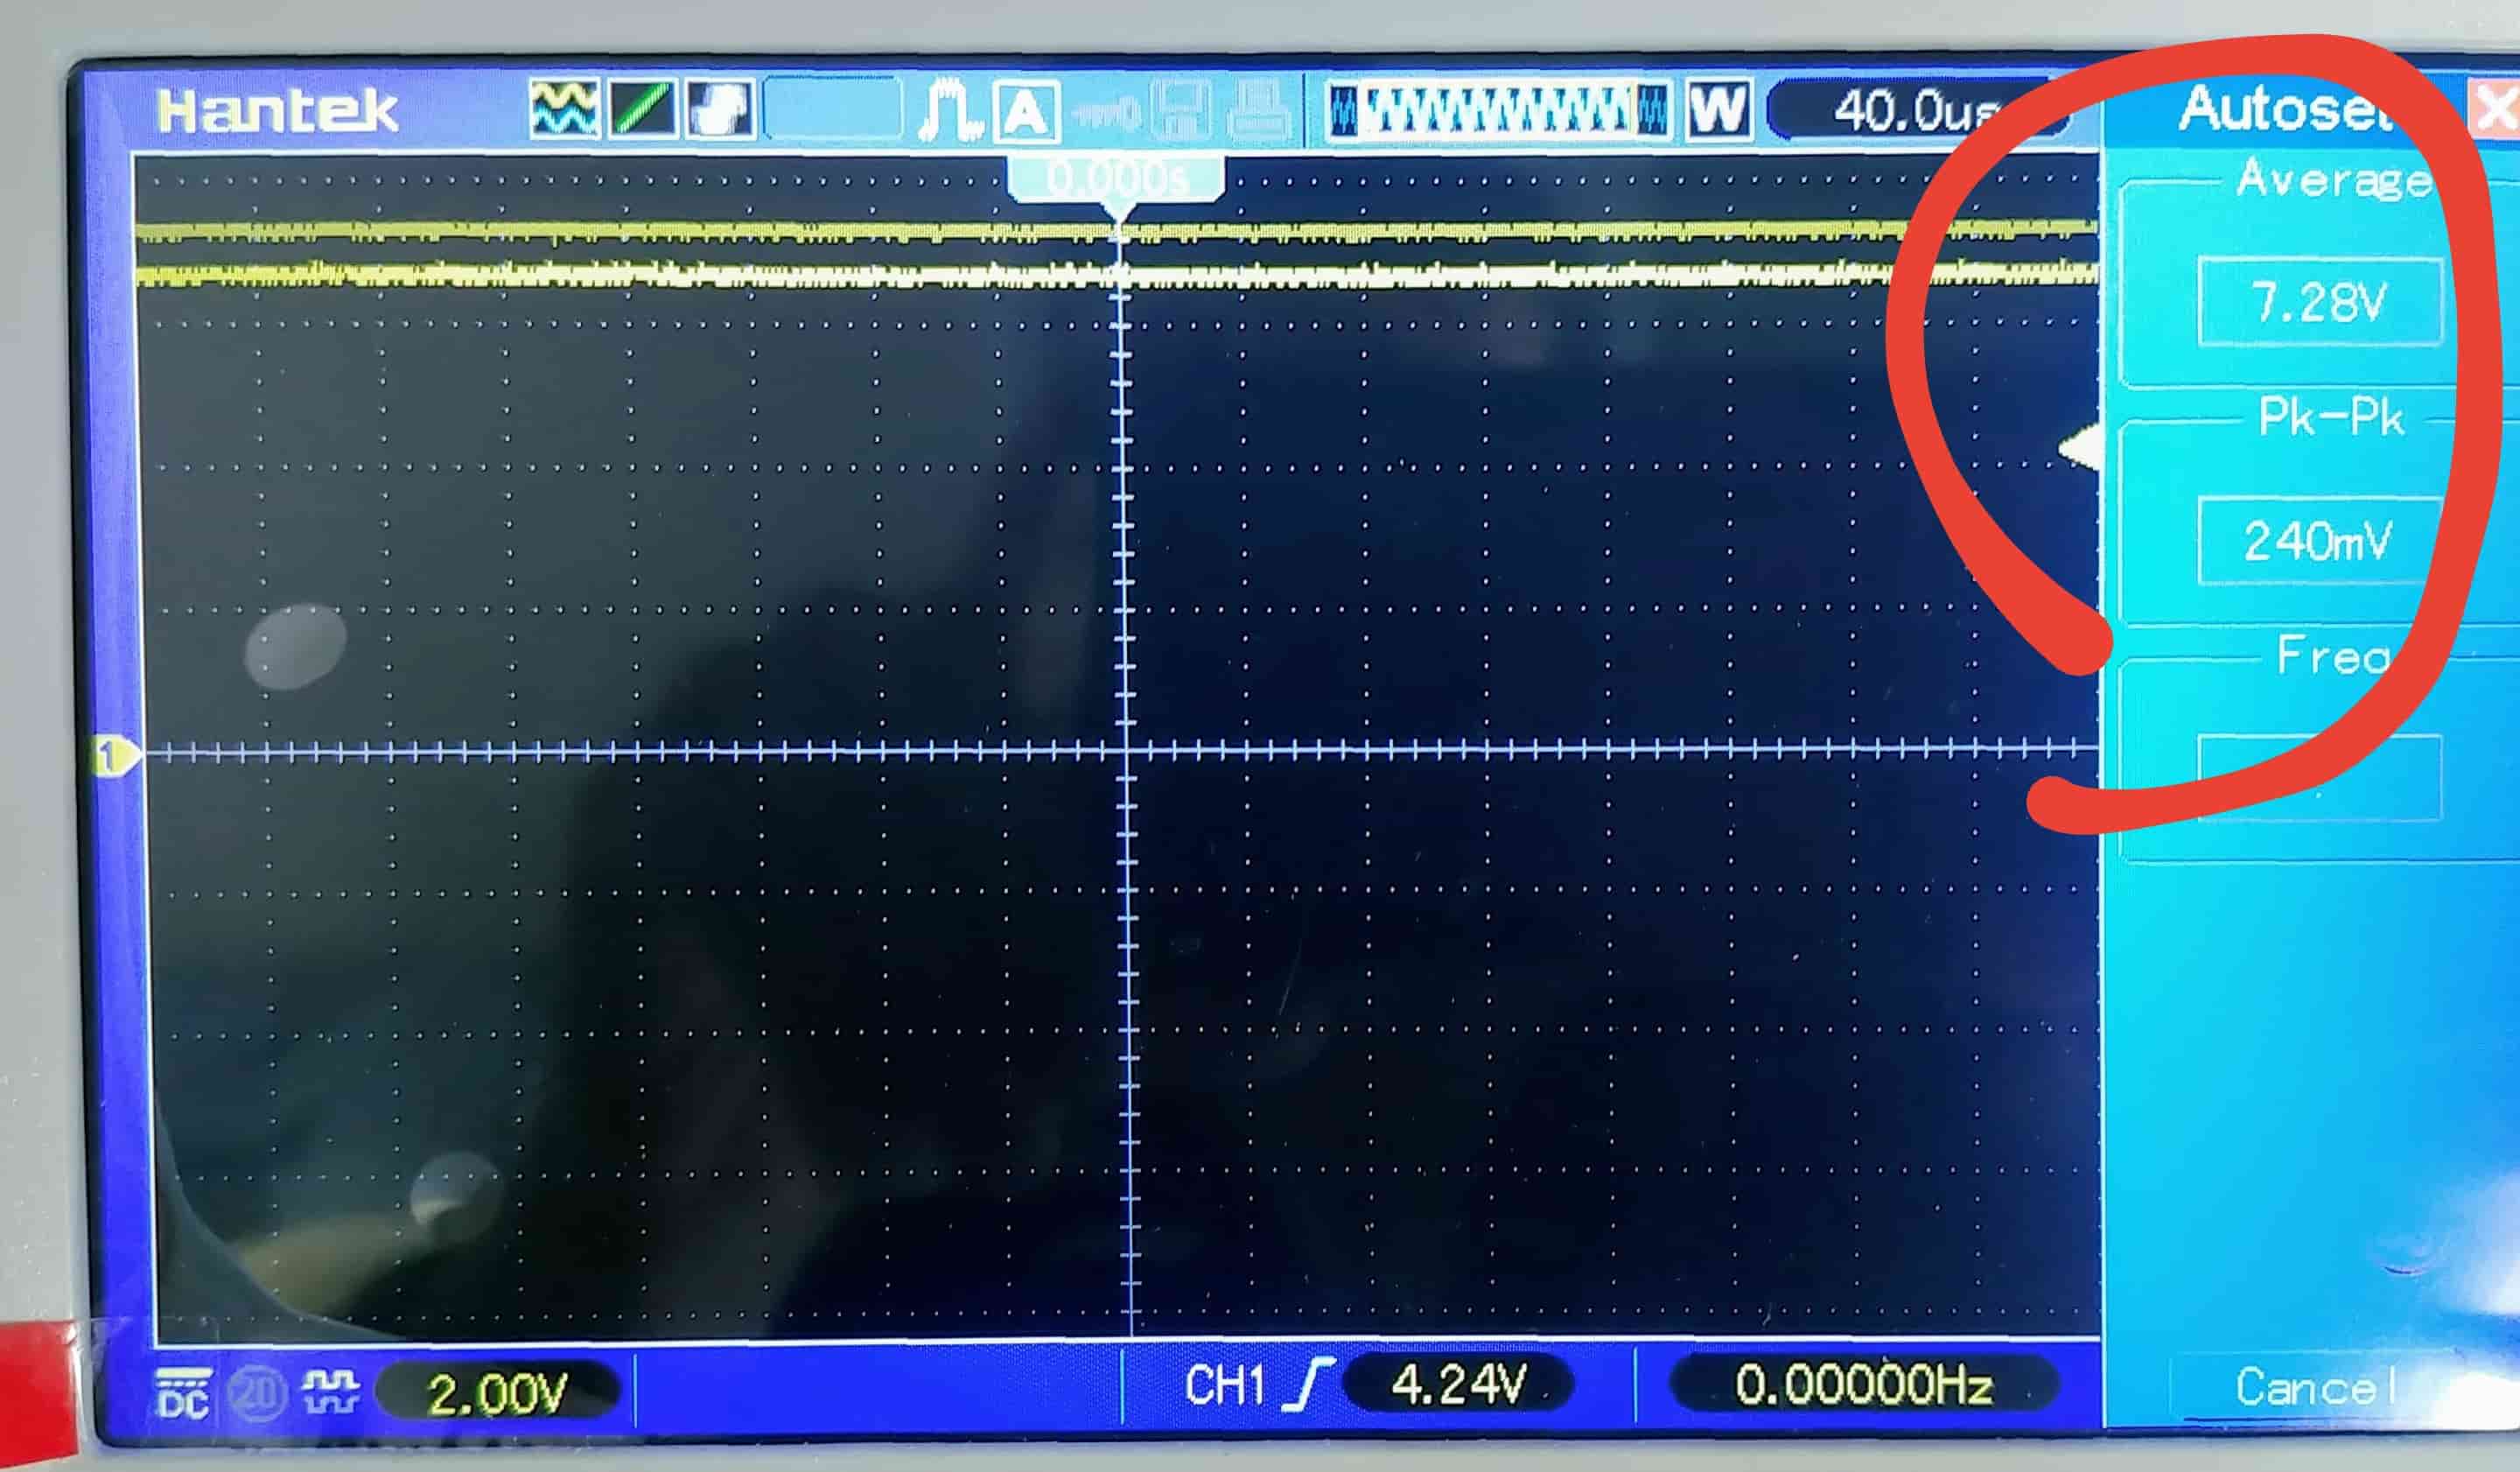 Hantek A W 40.0us Autoset X
0.000s
Average
7.28V
Pk-Pk
240mV
Freq
1
Cancel
DC 20 2.00V CH1 4.24V 0.00000Hz